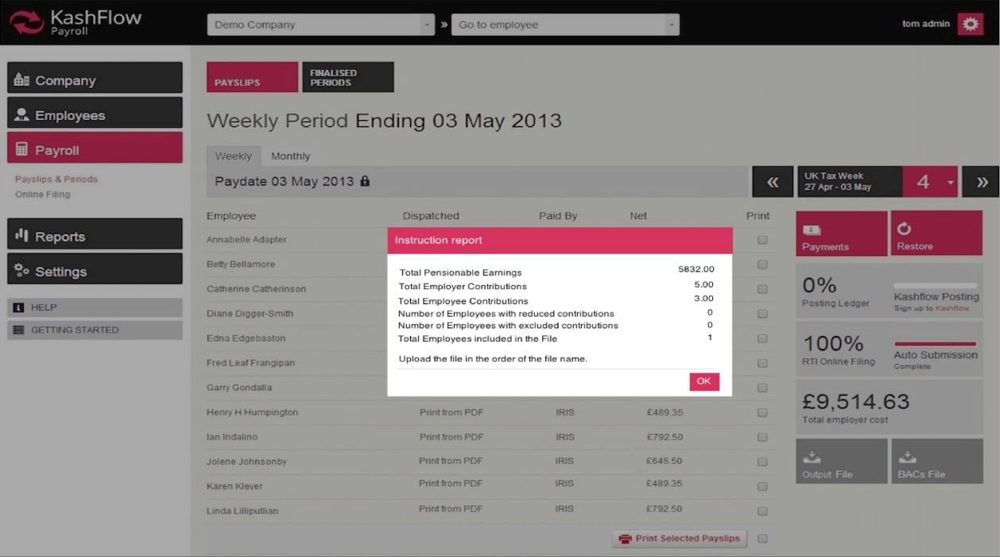 KashFlow
Payroll
Demo Company
»
Go to employee
tom admin
Company
Employees
Payroll
Payslips & Periods
Online Filing
Reports
Settings
HELP
GETTING STARTED
PAYSLIPS
FINALISED
PERIODS
Weekly Period Ending 03 May 2013
Weekly Monthly
Paydate 03 May 2013
«
UK Tax Week
27 Apr - 03 May
4
»
Employee Dispatched Paid By Net Print
Annabelle Adapter
Betty Bellamore
Catherine Catherinson
Diane Digger-Smith
Edna Edgebaston
Fred Leaf Frangipan
Garry Gondalla
Henry H Humpington Print from PDF IRIS £489.35
Ian Indalino Print from PDF IRIS £792.50
Jolene Johnsonby Print from PDF IRIS £646.50
Karen Klever Print from PDF IRIS £489.35
Linda Lilliputlian Print from PDF IRIS £792.50
Print Selected Payslips
Instruction report
Total Pensionable Earnings 5832.00
Total Employer Contributions 5.00
Total Employee Contributions 3.00
Number of Employees with reduced contributions 0
Number of Employees with excluded contributions 0
Total Employees included in the File 1
Upload the file in the order of the file name.
OK
Payments
Restore
0%
Posting Ledger
Kashflow Posting
Sign up to Kashflow
100%
RTI Online Filing
Auto Submission
Complete
£9,514.63
Total employer cost
Output File
BACs File